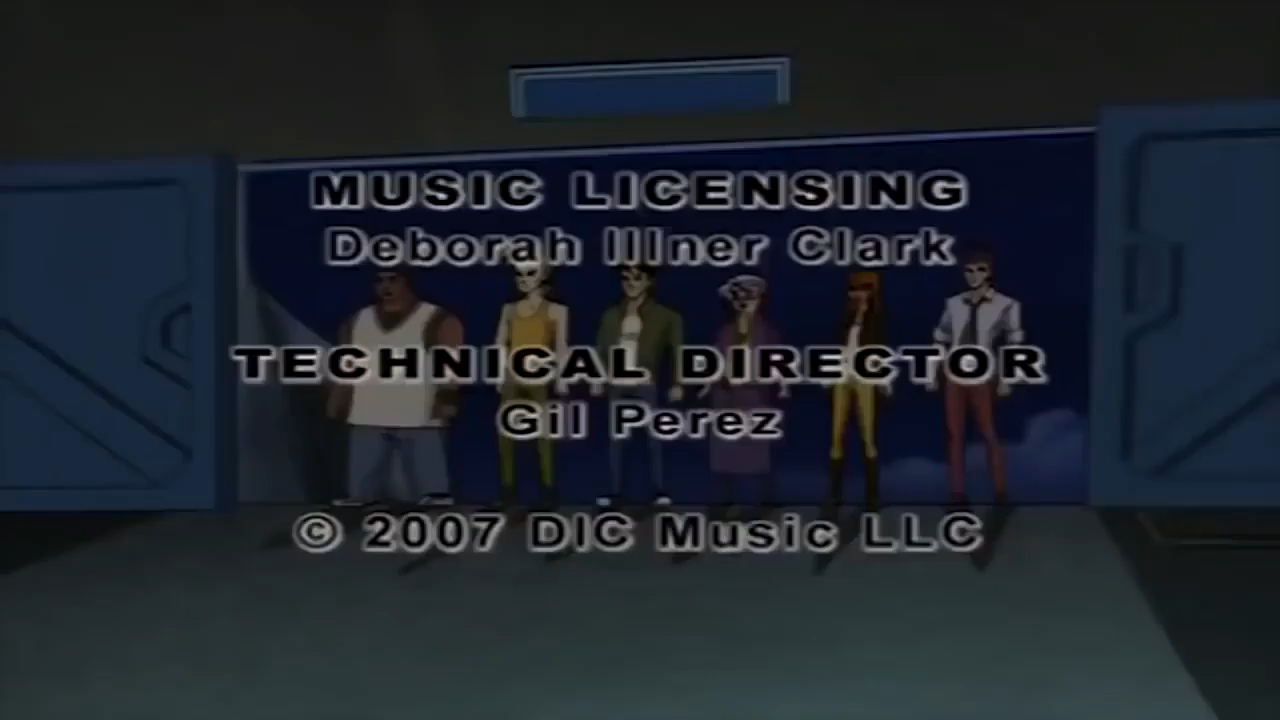 MUSIC LICENSING
Deborah Illner Clark
TECHNICAL DIRECTOR
Gil Perez
© 2007 DIC Music LLC